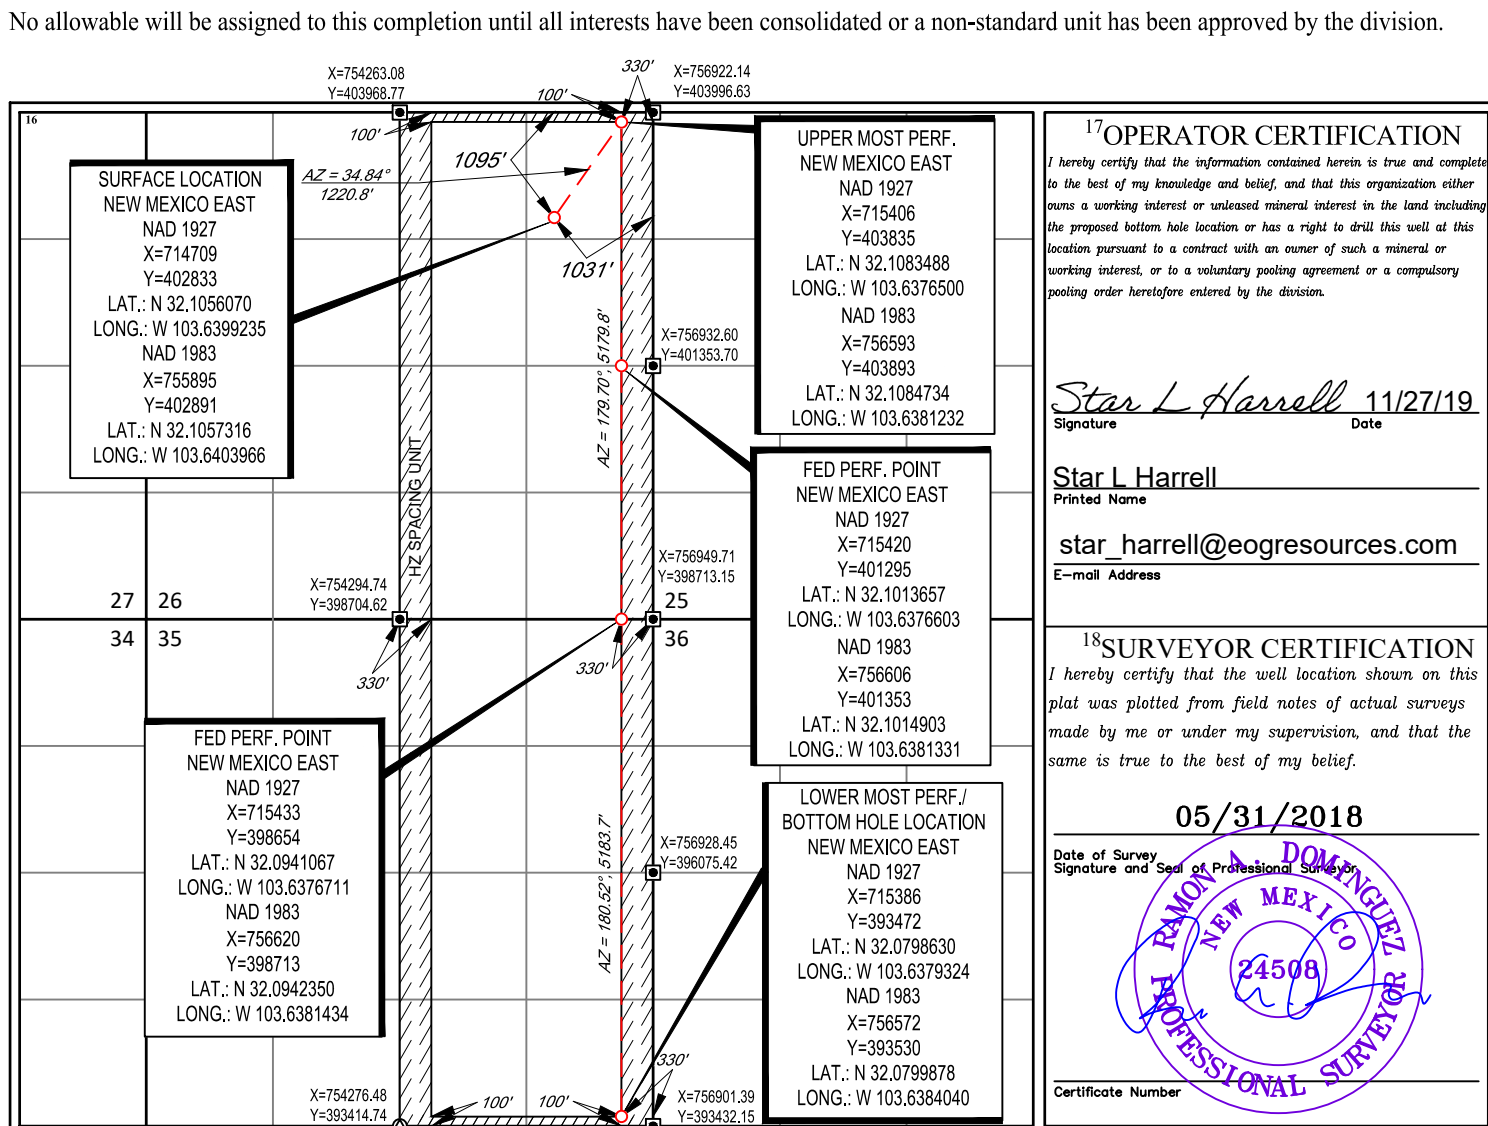 No allowable will be assigned to this completion until all interests have been consolidated or a non-standard unit has been approved by the division.
16
X=754263.08
Y=403968.77
330'
X=756922.14
Y=403996.63
100'
100'
1095'
AZ = 34.84°
1220.8'
1031'
SURFACE LOCATION
NEW MEXICO EAST
NAD 1927
X=714709
Y=402833
LAT.: N 32.1056070
LONG.: W 103.6399235
NAD 1983
X=755895
Y=402891
LAT.: N 32.1057316
LONG.: W 103.6403966
UPPER MOST PERF.
NEW MEXICO EAST
NAD 1927
X=715406
Y=403835
LAT.: N 32.1083488
LONG.: W 103.6376500
NAD 1983
X=756593
Y=403893
LAT.: N 32.1084734
LONG.: W 103.6381232
X=756932.60
Y=401353.70
AZ = 179.70°, 5179.8'
HZ SPACING UNIT
FED PERF. POINT
NEW MEXICO EAST
NAD 1927
X=715420
Y=401295
LAT.: N 32.1013657
LONG.: W 103.6376603
NAD 1983
X=756606
Y=401353
LAT.: N 32.1014903
LONG.: W 103.6381331
X=754294.74
Y=398704.62
X=756949.71
Y=398713.15
27 26
34 35
25
36
330'
330'
FED PERF. POINT
NEW MEXICO EAST
NAD 1927
X=715433
Y=398654
LAT.: N 32.0941067
LONG.: W 103.6376711
NAD 1983
X=756620
Y=398713
LAT.: N 32.0942350
LONG.: W 103.6381434
AZ = 180.52°, 5183.7'
X=756928.45
Y=396075.42
LOWER MOST PERF./
BOTTOM HOLE LOCATION
NEW MEXICO EAST
NAD 1927
X=715386
Y=393472
LAT.: N 32.0798630
LONG.: W 103.6379324
NAD 1983
X=756572
Y=393530
LAT.: N 32.0799878
LONG.: W 103.6384040
X=754276.48
Y=393414.74
100'
100'
330'
X=756901.39
Y=393432.15
17OPERATOR CERTIFICATION
I hereby certify that the information contained herein is true and complete
to the best of my knowledge and belief, and that this organization either
owns a working interest or unleased mineral interest in the land including
the proposed bottom hole location or has a right to drill this well at this
location pursuant to a contract with an owner of such a mineral or
working interest, or to a voluntary pooling agreement or a compulsory
pooling order heretofore entered by the division.
Star L Harrell 11/27/19
Signature Date
Star L Harrell
Printed Name
star_harrell@eogresources.com
E-mail Address
18SURVEYOR CERTIFICATION
I hereby certify that the well location shown on this
plat was plotted from field notes of actual surveys
made by me or under my supervision, and that the
same is true to the best of my belief.
05/31/2018
Date of Survey
Signature and Seal of Professional Surveyor
RAMON A. DOMINGUEZ
NEW MEXICO
24508
PROFESSIONAL SURVEYOR
Certificate Number